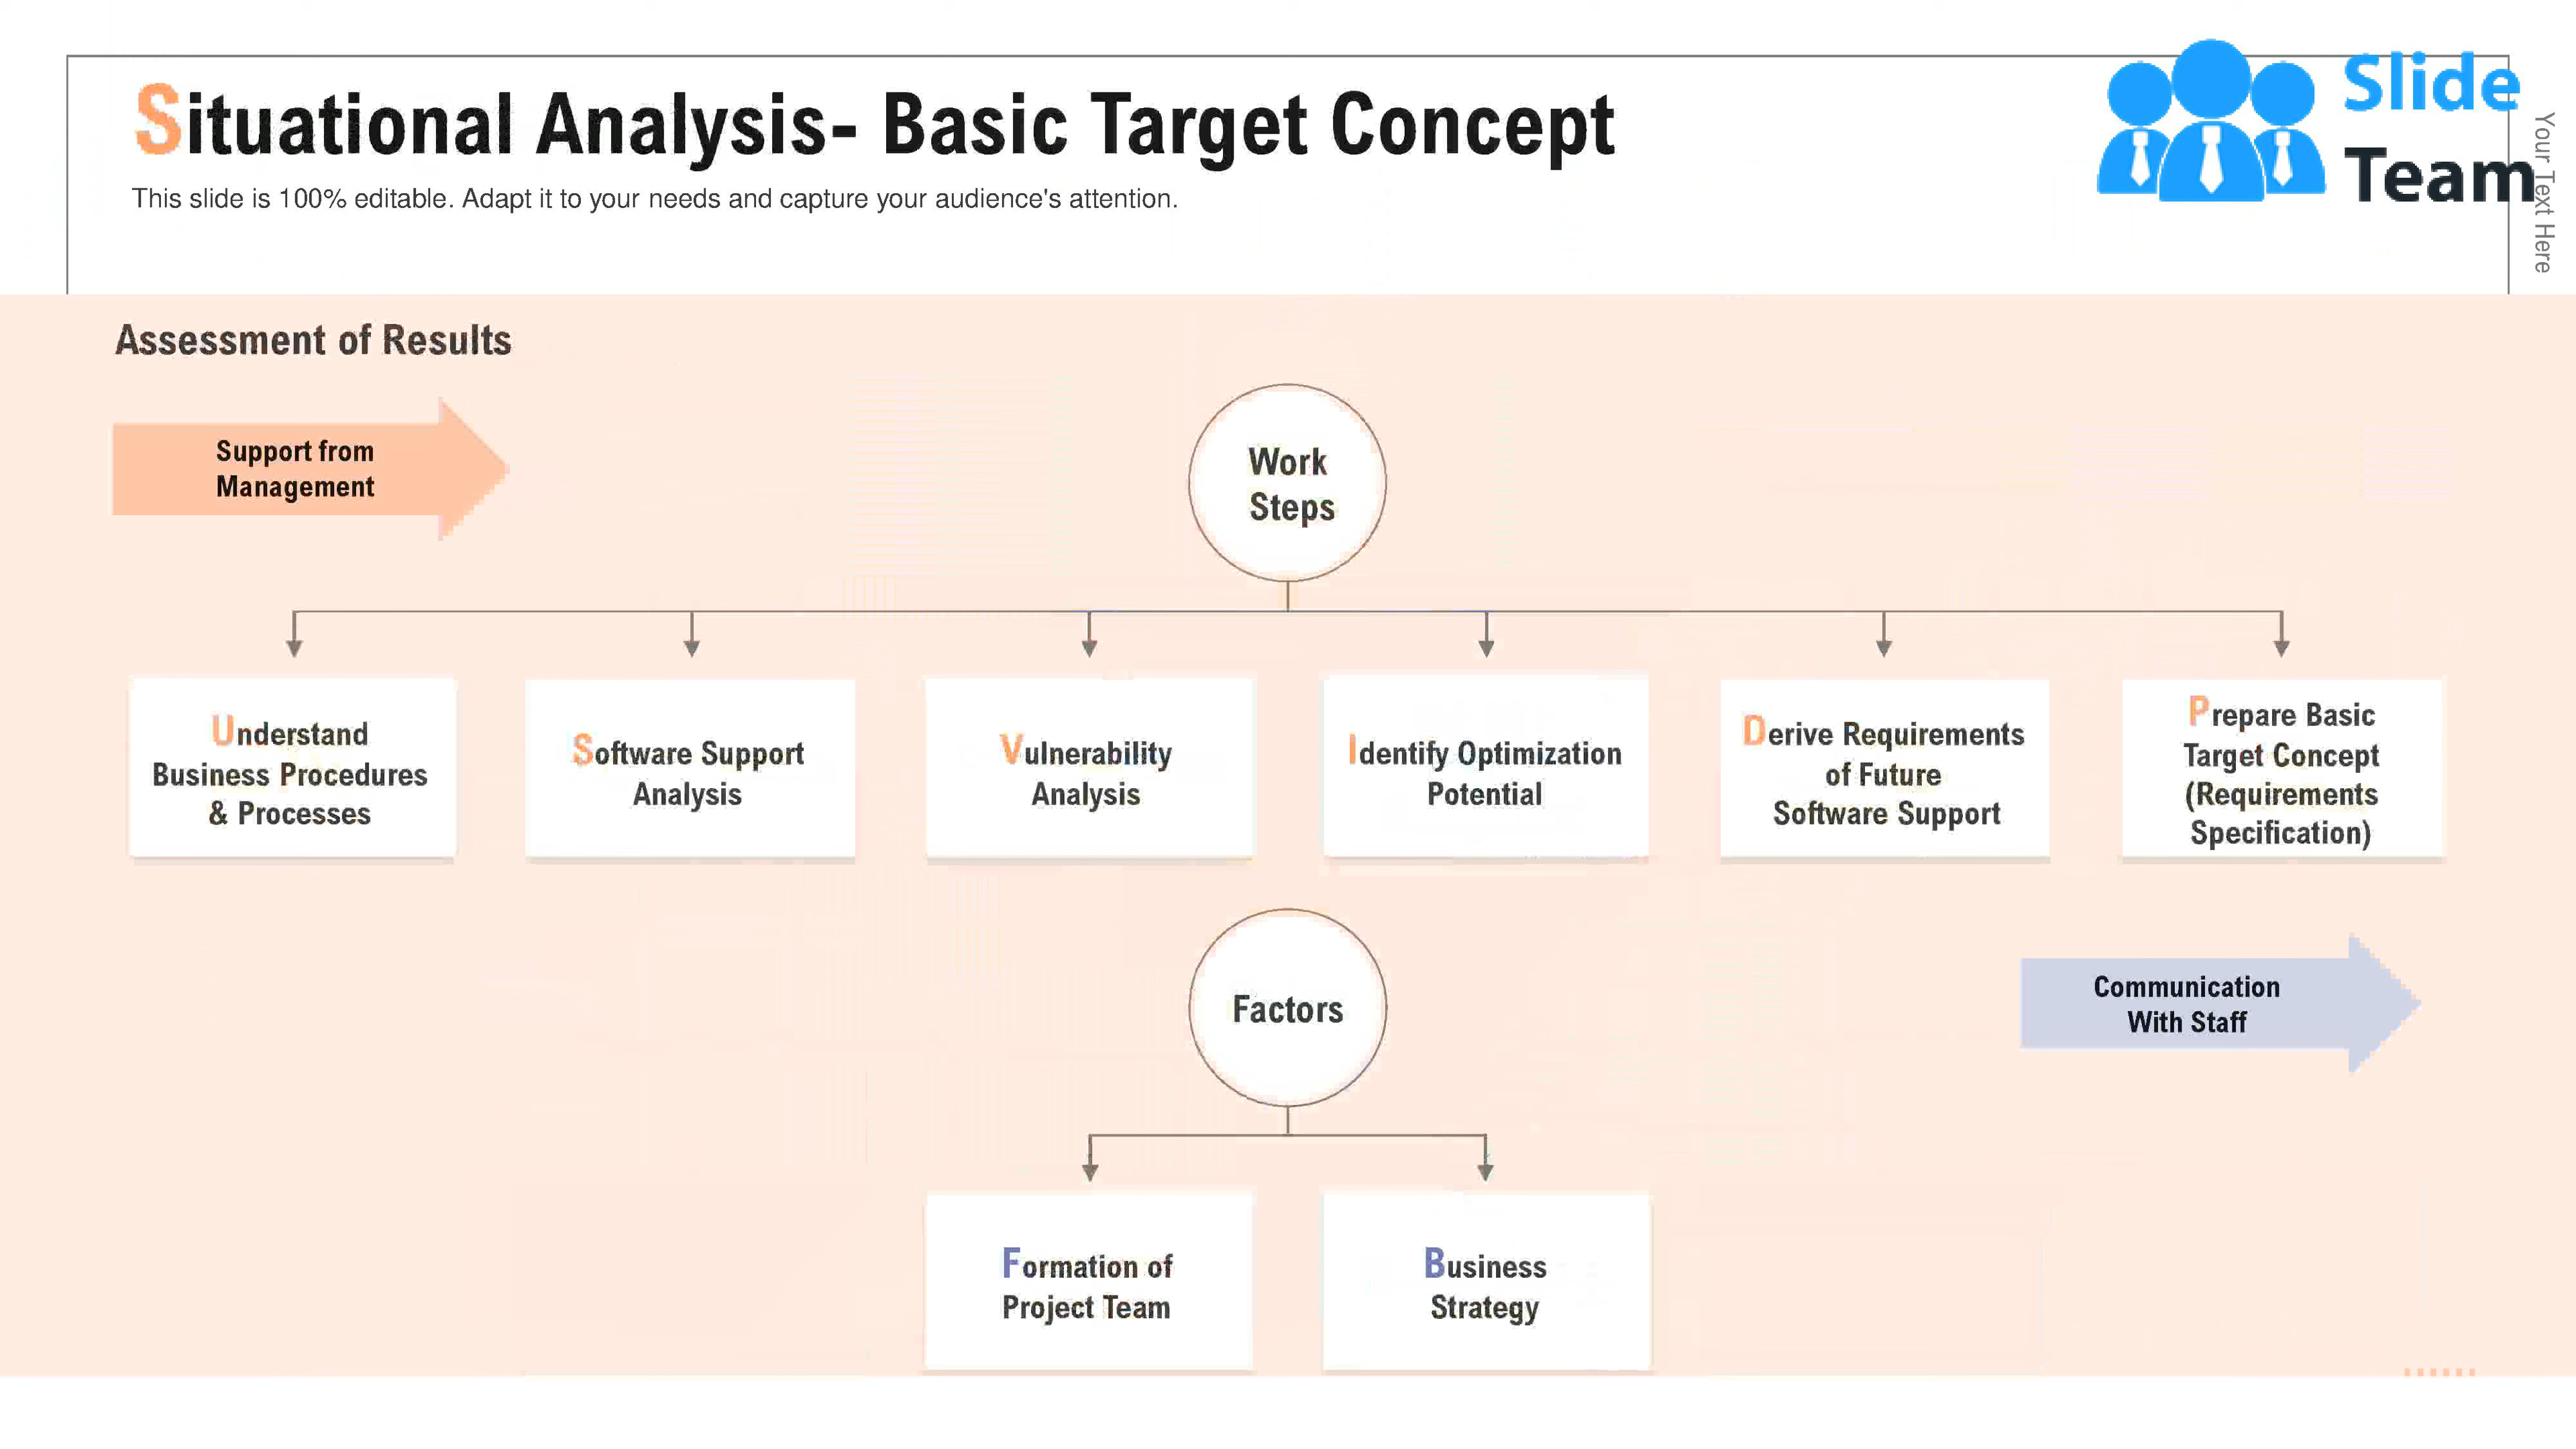 Situational Analysis- Basic Target Concept
This slide is 100% editable. Adapt it to your needs and capture your audience's attention.
Slide
Team
Your Text Here
Assessment of Results
Support from
Management
Work
Steps
Understand
Business Procedures
& Processes
Software Support
Analysis
Vulnerability
Analysis
Identify Optimization
Potential
Derive Requirements
of Future
Software Support
Prepare Basic
Target Concept
(Requirements
Specification)
Factors
Communication
With Staff
Formation of
Project Team
Business
Strategy